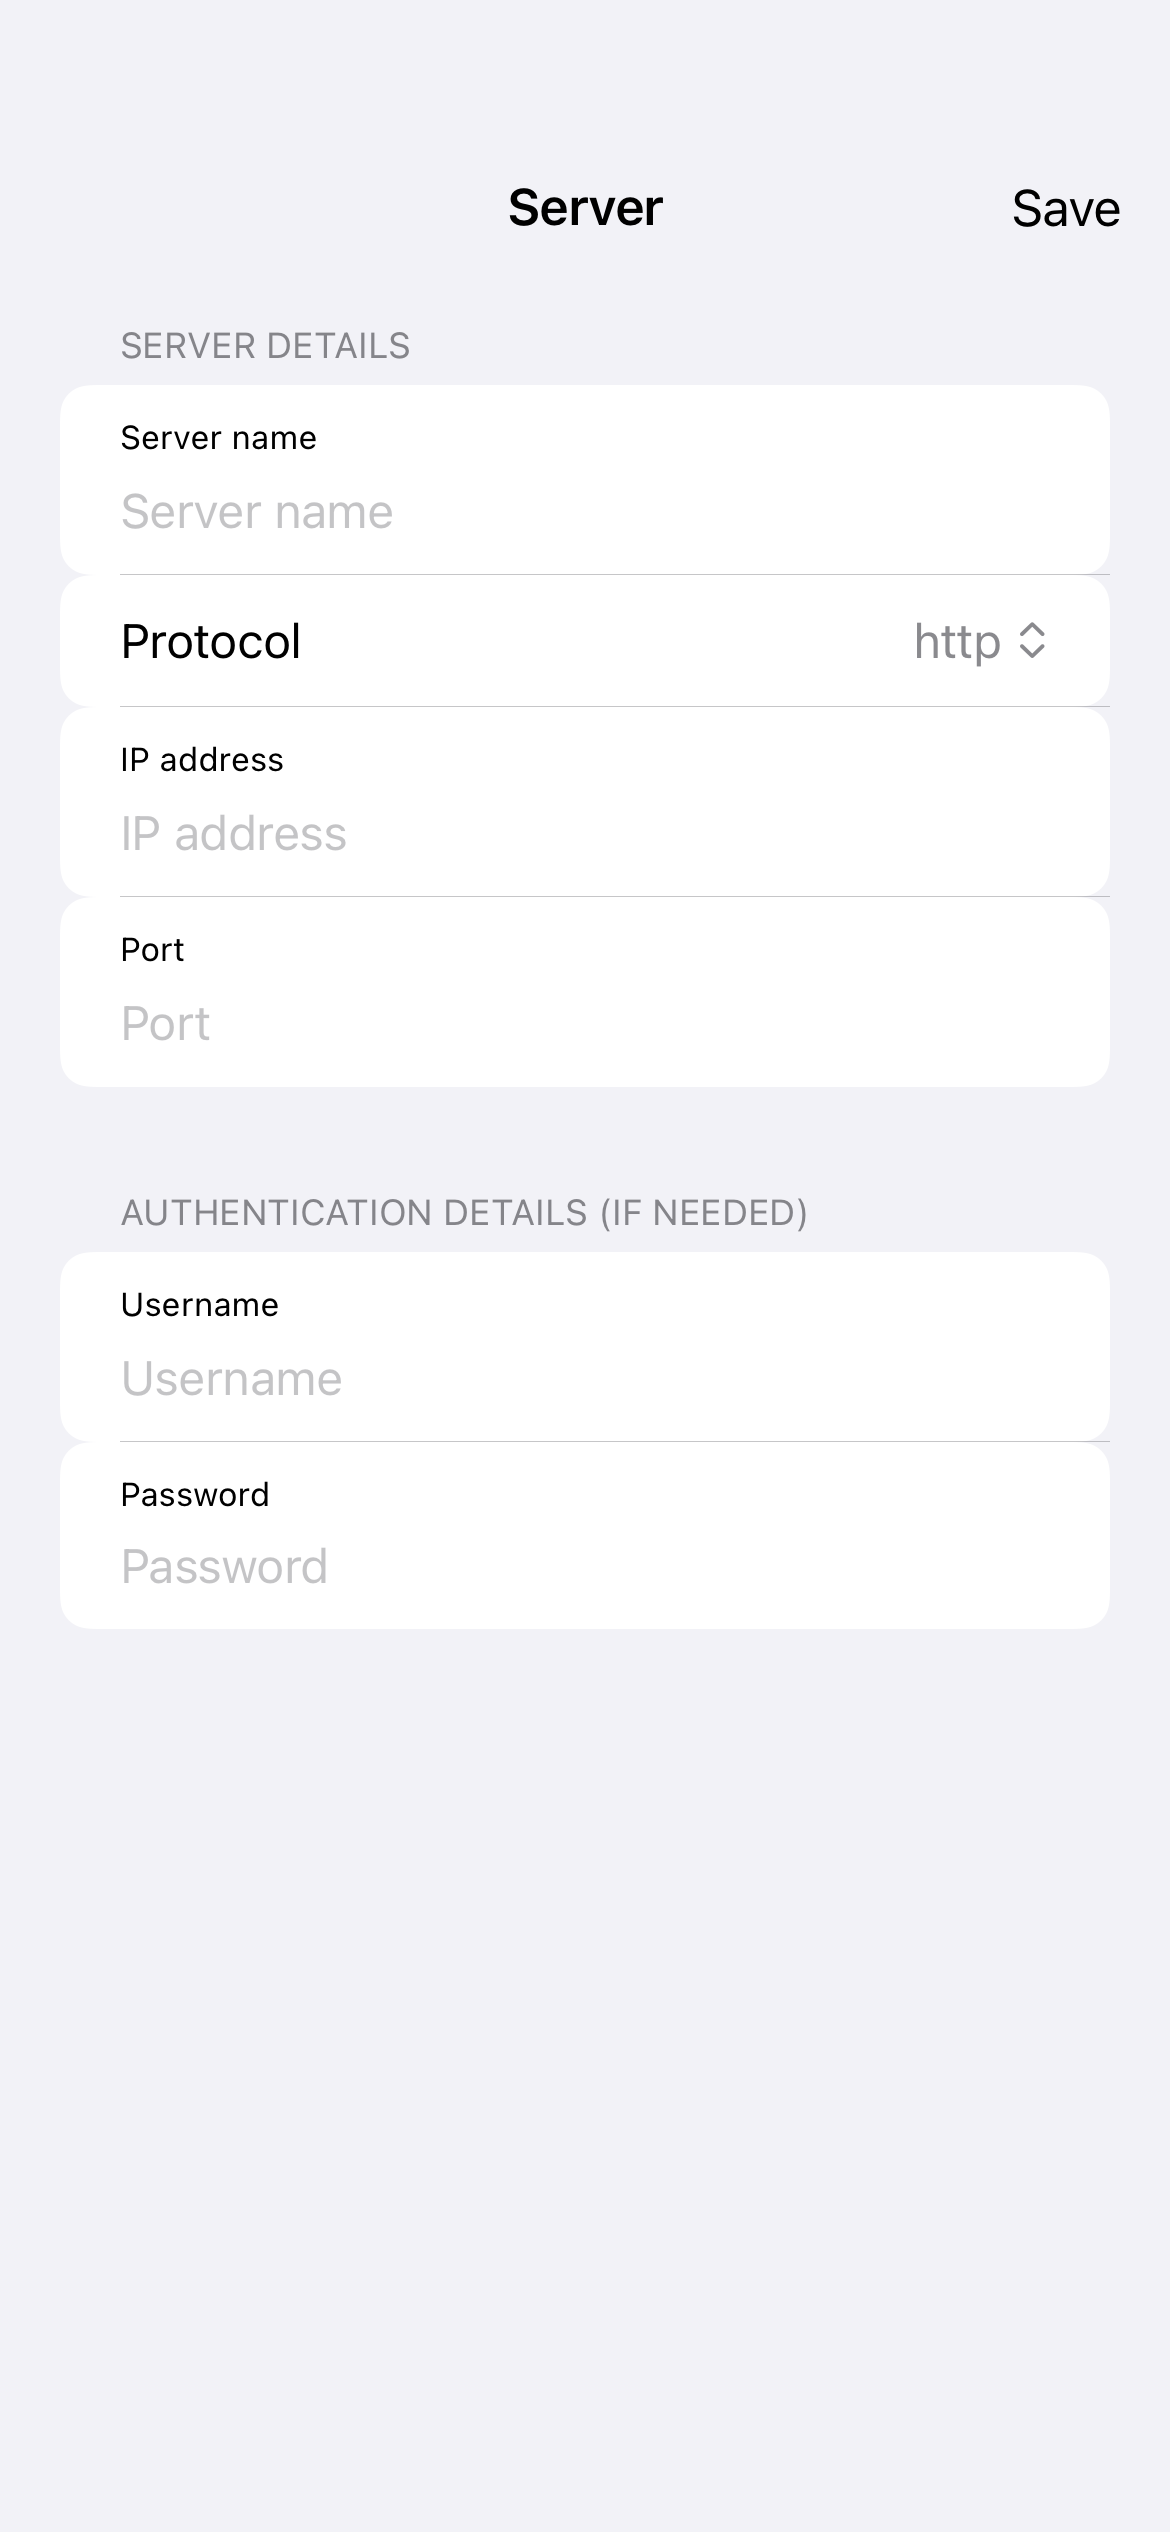 Server
Save
SERVER DETAILS
Server name
Server name
Protocol
http
IP address
IP address
Port
Port
AUTHENTICATION DETAILS (IF NEEDED)
Username
Username
Password
Password